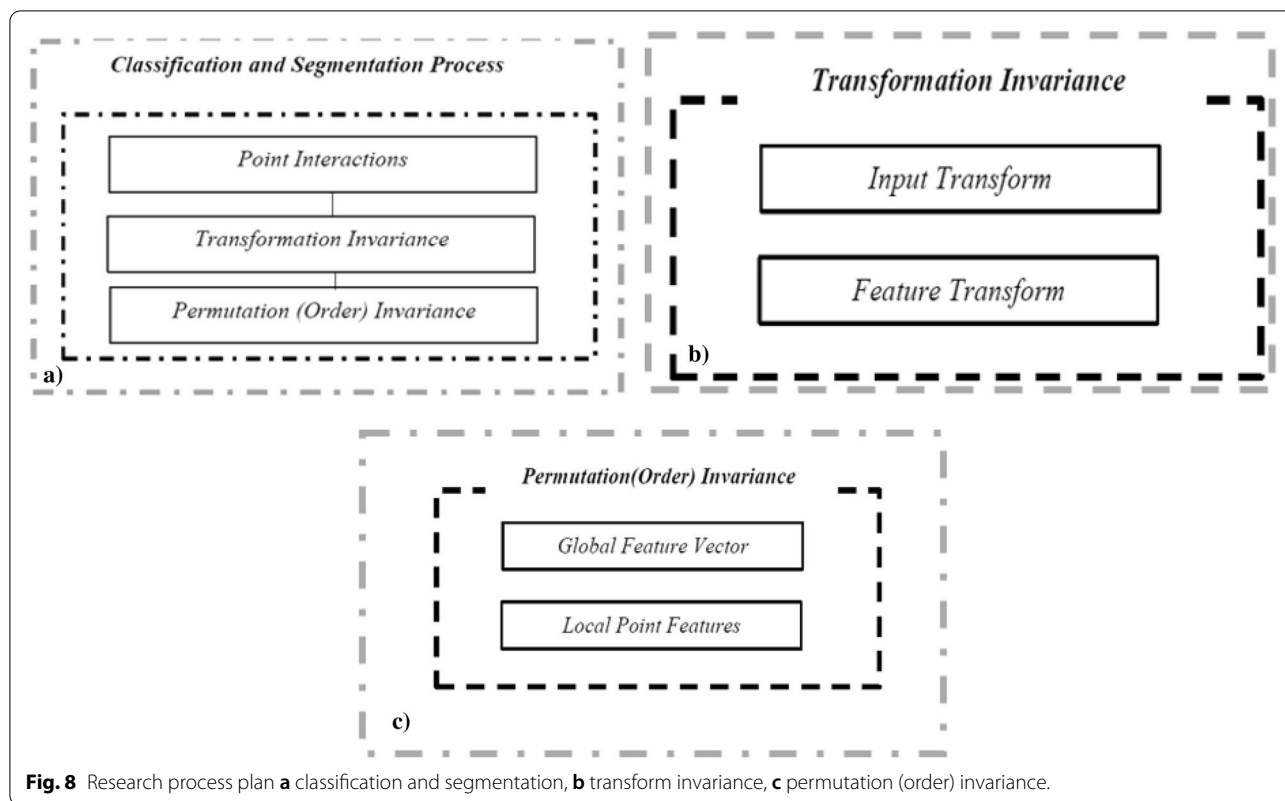 Classification and Segmentation Process
Point Interactions
Transformation Invariance
Permutation (Order) Invariance
a)
Transformation Invariance
Input Transform
Feature Transform
b)
Permutation(Order) Invariance
Global Feature Vector
Local Point Features
c)
Fig. 8 Research process plan a classification and segmentation, b transform invariance, c permutation (order) invariance.